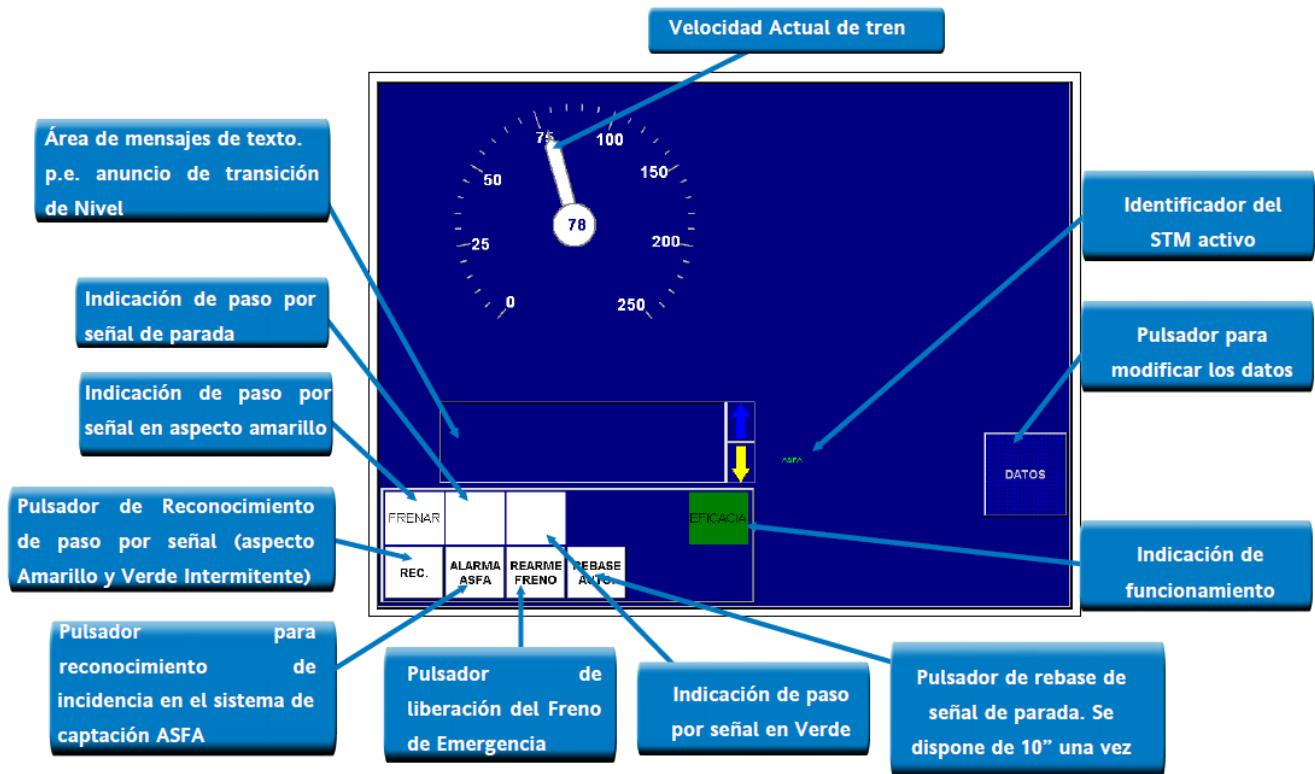 Velocidad Actual de tren
Área de mensajes de texto.
p.e. anuncio de transición
de Nivel
Indicación de paso por
señal de parada
Indicación de paso por
señal en aspecto amarillo
Pulsador de Reconocimiento
de paso por señal (aspecto
Amarillo y Verde Intermitente)
Pulsador para
reconocimiento de
incidencia en el sistema de
captación ASFA
0
25
50
75
100
150
200
250
78
ASFA
FRENAR
EFICACIA
REC.
ALARMA
ASFA
REARME
FRENO
REBASE
AUTO.
DATOS
Identificador del
STM activo
Pulsador para
modificar los datos
Indicación de
funcionamiento
Pulsador de
liberación del Freno
de Emergencia
Indicación de paso
por señal en Verde
Pulsador de rebase de
señal de parada. Se
dispone de 10” una vez